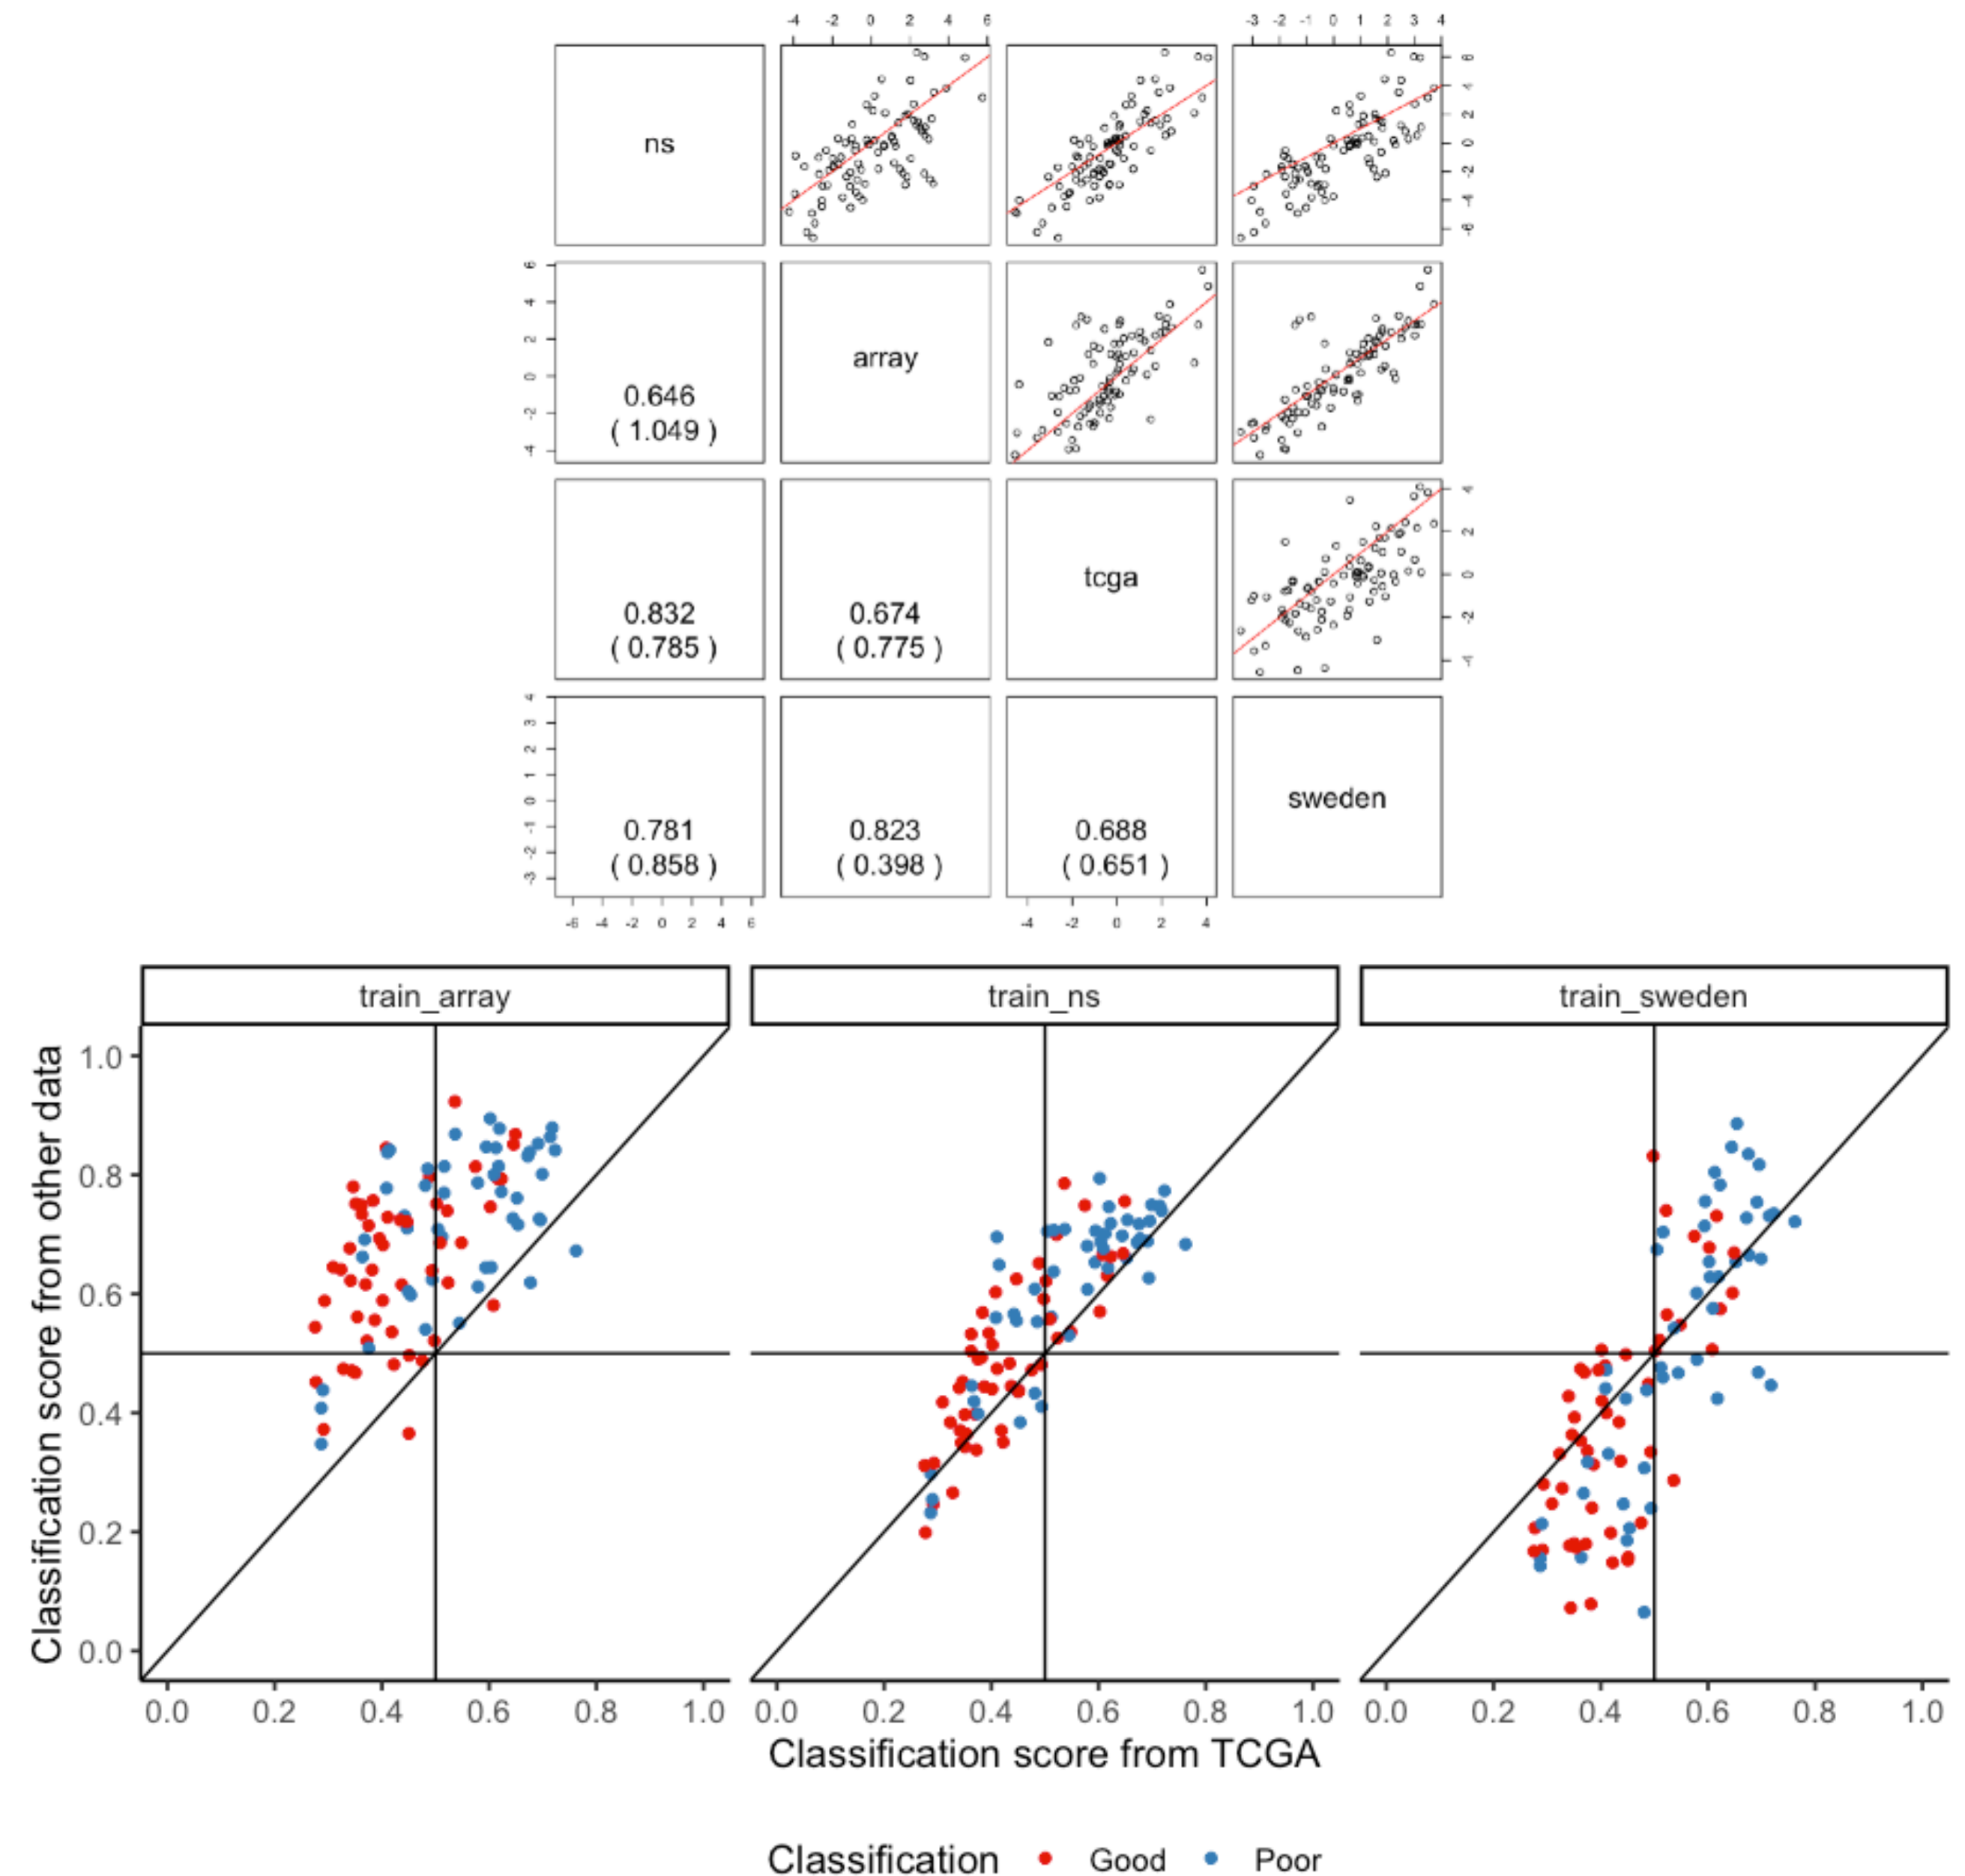 -4 -2 0 2 4 6
-3 -2 -1 0 1 2 3 4
ns
6 4 2 0 -2 -4 -6
6 4 2 0 -2 -4
0.646
( 1.049 )
array
0.832
( 0.785 )
0.674
( 0.775 )
tcga
4 2 0 -2 -4
4 3 2 1 0 -1 -2 -3
0.781
( 0.858 )
0.823
( 0.398 )
0.688
( 0.651 )
sweden
-6 -4 -2 0 2 4 6
-4 -2 0 2 4
train_array
train_ns
train_sweden
Classification score from other data
1.0
0.8
0.6
0.4
0.2
0.0
0.0 0.2 0.4 0.6 0.8 1.0
0.0 0.2 0.4 0.6 0.8 1.0
0.0 0.2 0.4 0.6 0.8 1.0
Classification score from TCGA
Classification Good Poor